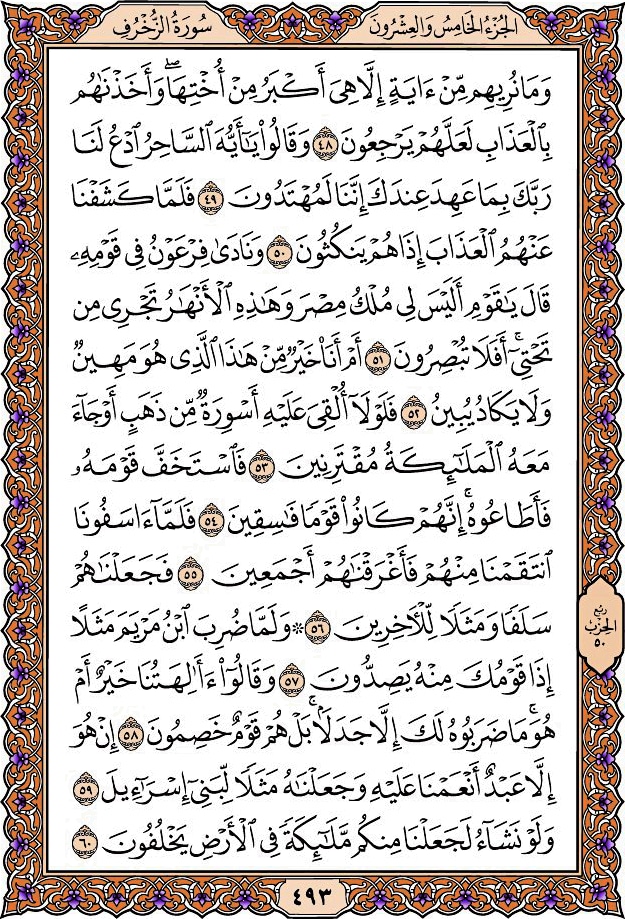 سُورَةُ الزُّخْرُفِ
الجُزْءُ الخَامِسُ وَالعِشْرُونَ
وَمَا نُرِيهِم مِّنْ ءَايَةٍ إِلَّا هِىَ أَكْبَرُ مِنْ أُخْتِهَاۖ وَأَخَذْنَٰهُم
بِٱلْعَذَابِ لَعَلَّهُمْ يَرْجِعُونَ ٤٨ وَقَالُوا۟ يَٰٓأَيُّهَ ٱلسَّاحِرُ ٱدْعُ لَنَا
رَبَّكَ بِمَا عَهِدَ عِندَكَ إِنَّنَا لَمُهْتَدُونَ ٤٩ فَلَمَّا كَشَفْنَا
عَنْهُمُ ٱلْعَذَابَ إِذَا هُمْ يَنكُثُونَ ٥٠ وَنَادَىٰ فِرْعَوْنُ فِى قَوْمِهِۦ
قَالَ يَٰقَوْمِ أَلَيْسَ لِى مُلْكُ مِصْرَ وَهَٰذِهِ ٱلْأَنْهَٰرُ تَجْرِى مِن
تَحْتِىٓۚ أَفَلَا تُبْصِرُونَ ٥١ أَمْ أَنَا۠ خَيْرٌ مِّنْ هَٰذَا ٱلَّذِى هُوَ مَهِينٌ
وَلَا يَكَادُ يُبِينُ ٥٢ فَلَوْلَآ أُلْقِىَ عَلَيْهِ أَسْوِرَةٌ مِّن ذَهَبٍ أَوْ جَآءَ
مَعَهُ ٱلْمَلَٰٓئِكَةُ مُقْتَرِنِينَ ٥٣ فَٱسْتَخَفَّ قَوْمَهُۥ
فَأَطَاعُوهُۚ إِنَّهُمْ كَانُوا۟ قَوْمًا فَٰسِقِينَ ٥٤ فَلَمَّآ ءَاسَفُونَا
ٱنتَقَمْنَا مِنْهُمْ فَأَغْرَقْنَٰهُمْ أَجْمَعِينَ ٥٥ فَجَعَلْنَٰهُمْ
سَلَفًا وَمَثَلًا لِّلْءَاخِرِينَ ٥٦ ۞ وَلَمَّا ضُرِبَ ٱبْنُ مَرْيَمَ مَثَلًا
إِذَا قَوْمُكَ مِنْهُ يَصِدُّونَ ٥٧ وَقَالُوٓا۟ ءَأَٰلِهَتُنَا خَيْرٌ أَمْ
هُوَۚ مَا ضَرَبُوهُ لَكَ إِلَّا جَدَلًۢاۚ بَلْ هُمْ قَوْمٌ خَصِمُونَ ٥٨ إِنْ هُوَ
إِلَّا عَبْدٌ أَنْعَمْنَا عَلَيْهِ وَجَعَلْنَٰهُ مَثَلًا لِّبَنِىٓ إِسْرَٰٓءِيلَ ٥٩
وَلَوْ نَشَآءُ لَجَعَلْنَا مِنكُم مَّلَٰٓئِكَةً فِى ٱلْأَرْضِ يَخْلُفُونَ ٦٠
رُبْع
الحِزْب
٥٠
٤٩٣